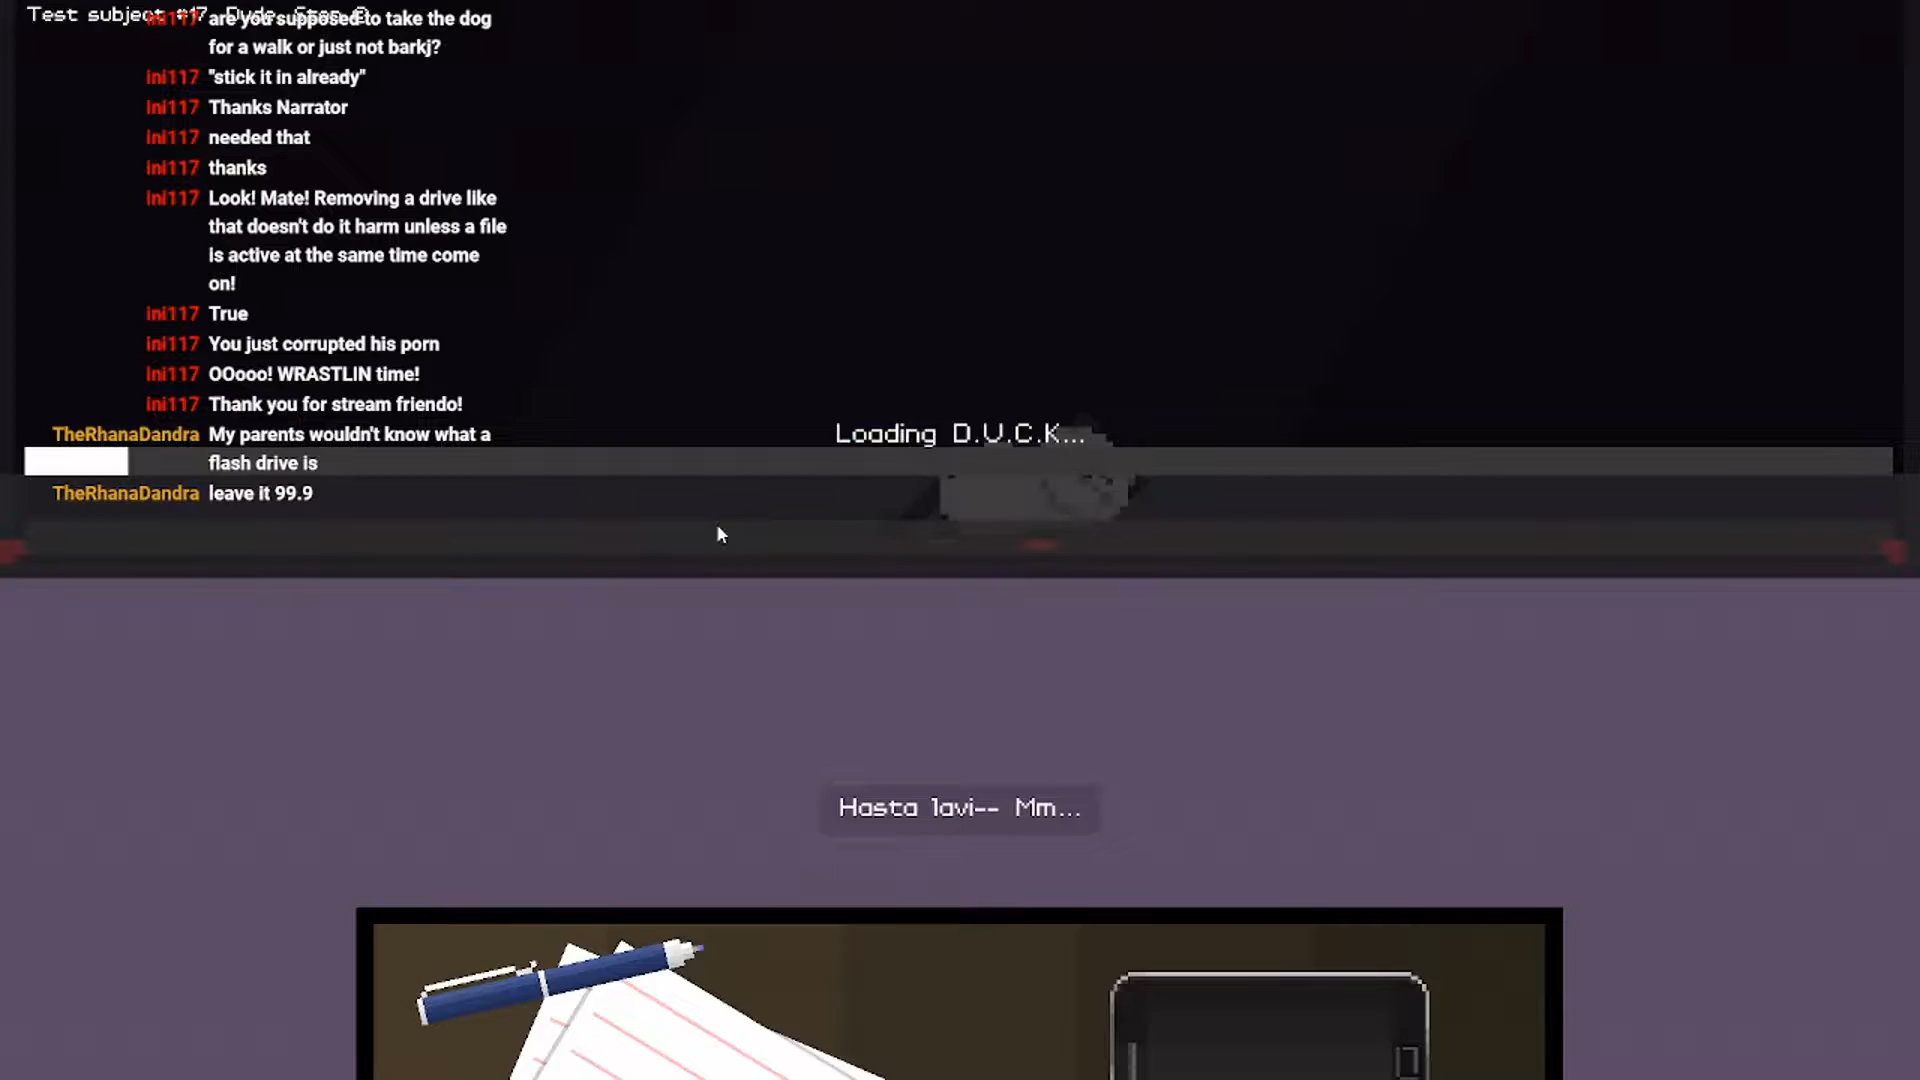 Test subject #17, Dude, Stop
ini117 are you supposed to take the dog
for a walk or just not barkj?
ini117 "stick it in already"
ini117 Thanks Narrator
ini117 needed that
ini117 thanks
ini117 Look! Mate! Removing a drive like
that doesn't do it harm unless a file
is active at the same time come
on!
ini117 True
ini117 You just corrupted his porn
ini117 OOooo! WRASTLIN time!
ini117 Thank you for stream friendo!
TheRhanaDandra My parents wouldn't know what a
flash drive is
TheRhanaDandra leave it 99.9
Loading D.U.C.K...
Hasta lavi-- Mm...